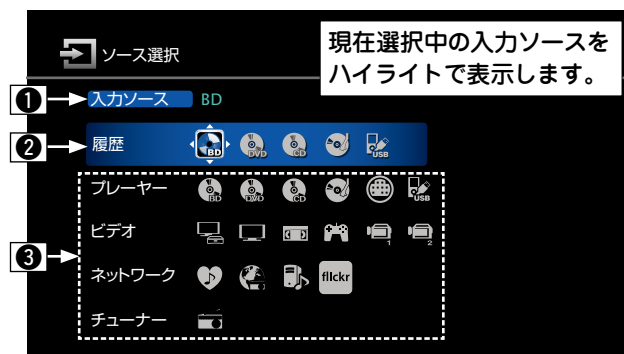 ソース選択
現在選択中の入力ソースを
ハイライトで表示します。
1 入力ソース BD
2 履歴 BD DVD CD USB
プレーヤー BD DVD CD USB
ビデオ 1 2
3
ネットワーク flickr
チューナー